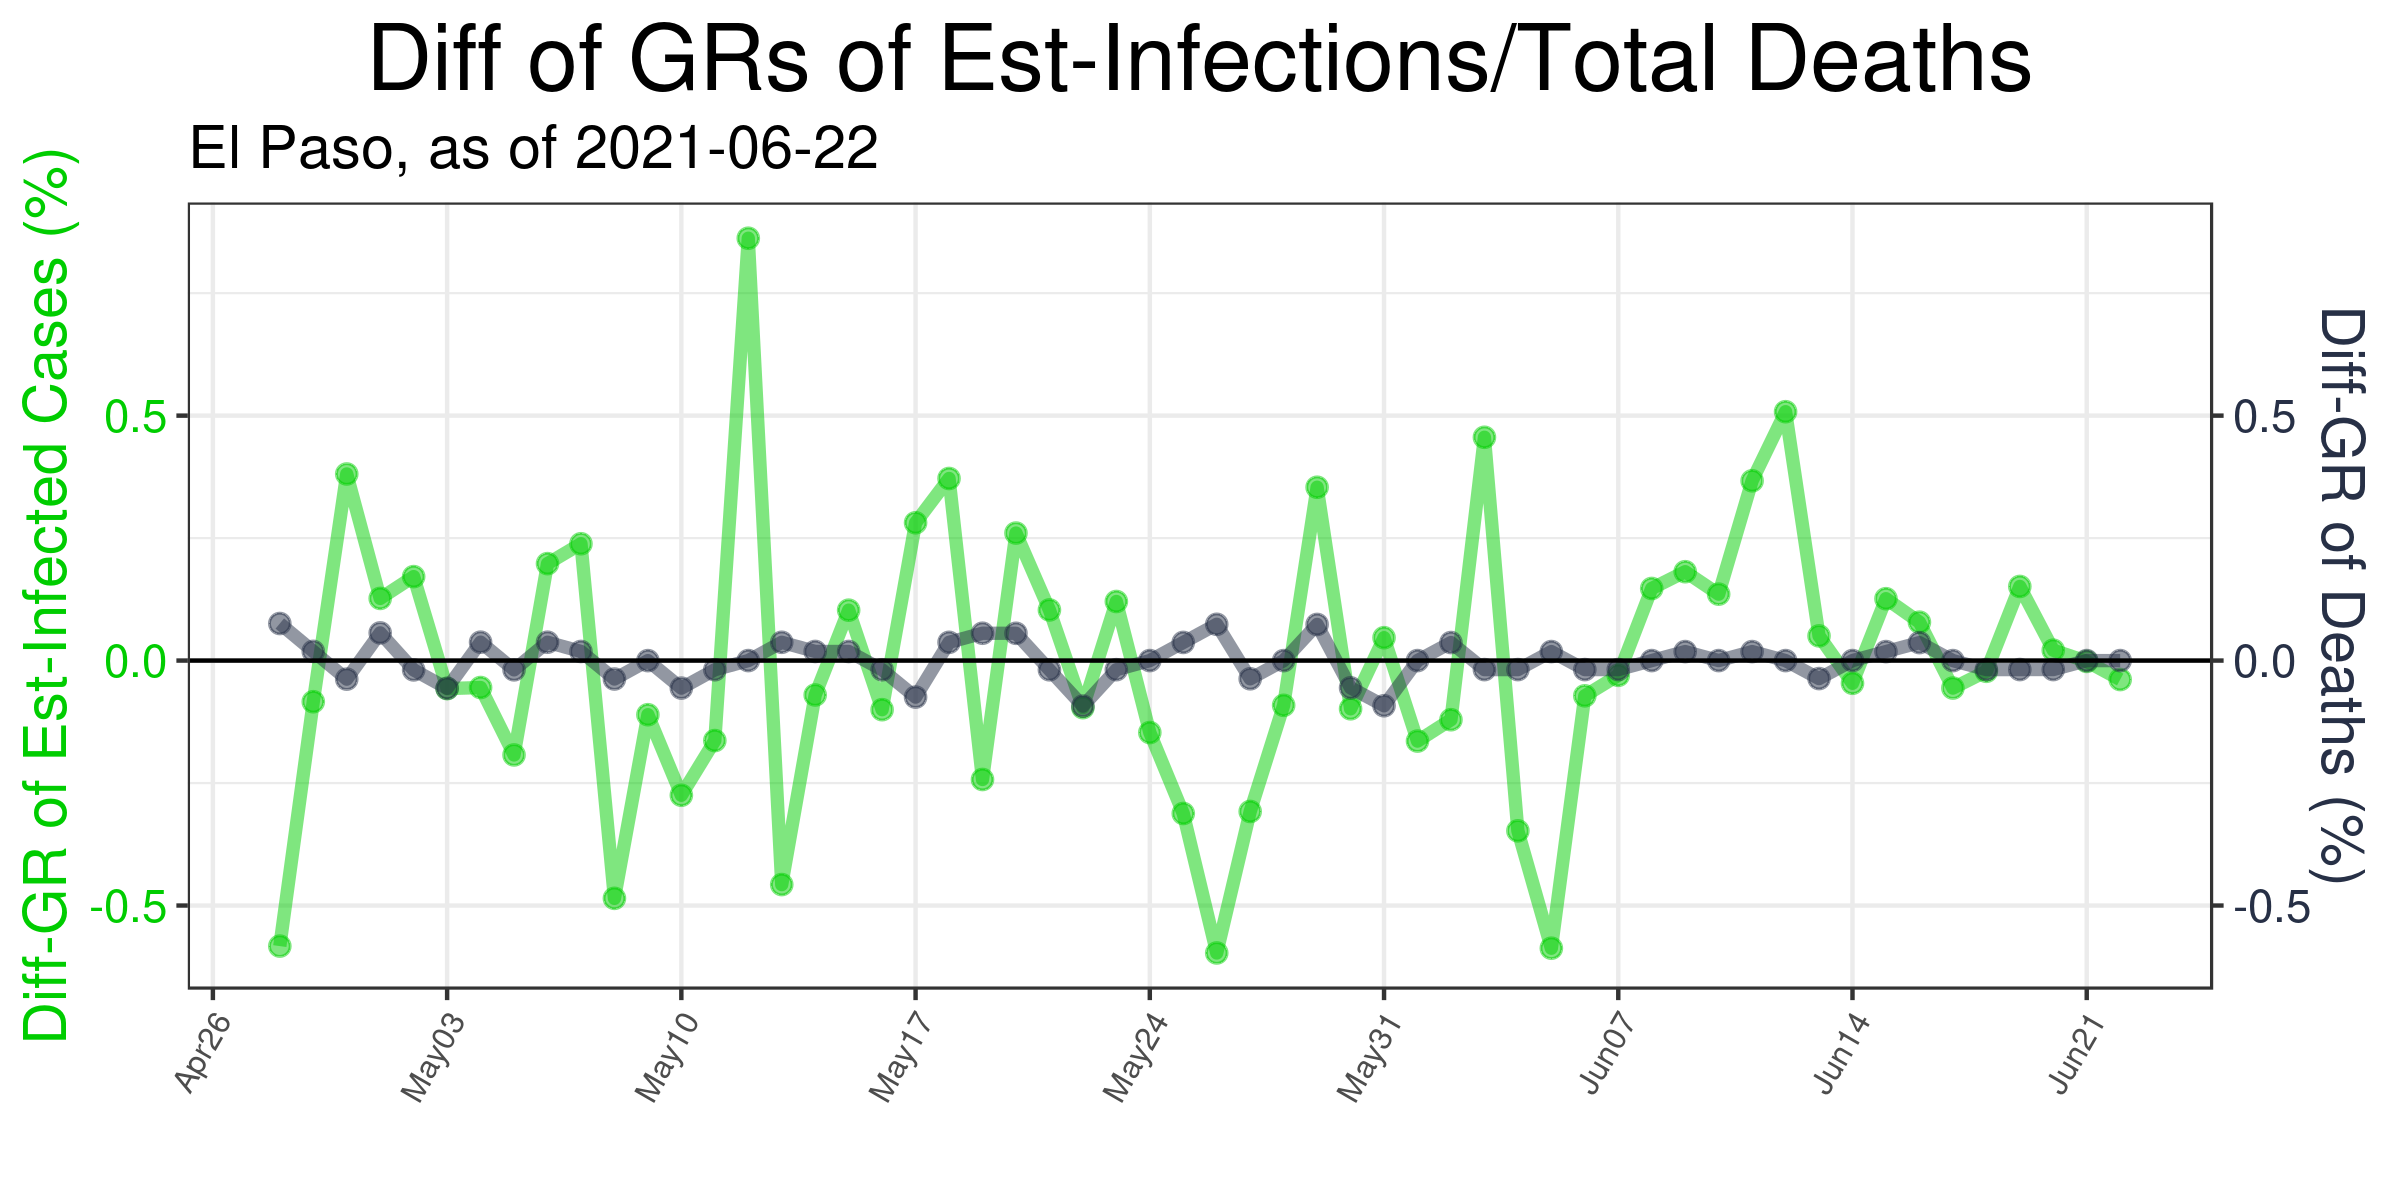 Diff of GRs of Est-Infections/Total Deaths
El Paso, as of 2021-06-22
Diff-GR of Est-Infected Cases (%)
0.5
0.0
-0.5
0.5
0.0
-0.5
Diff-GR of Deaths (%)
Apr26
May03
May10
May17
May24
May31
Jun07
Jun14
Jun21